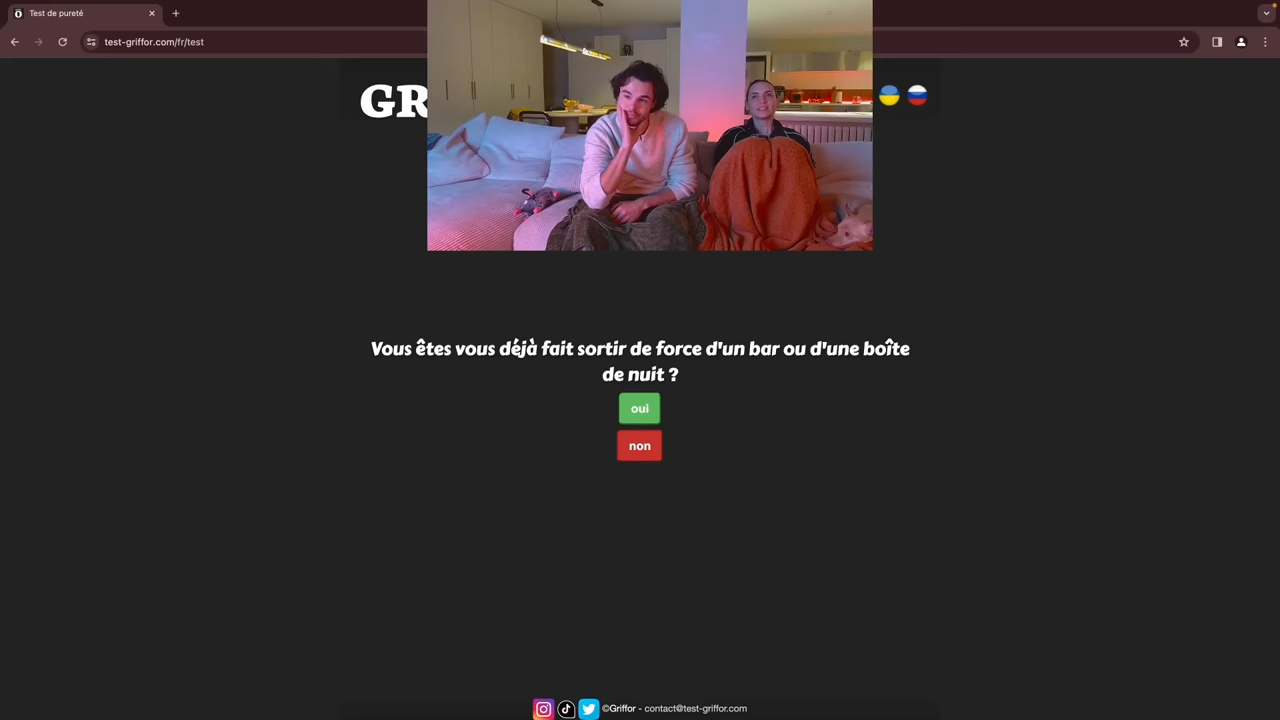 Test de pureté
test-griffor.com/fr/test
GR
Vous êtes vous déjà fait sortir de force d'un bar ou d'une boîte
de nuit ?
oui
non
©Griffor - contact@test-griffor.com